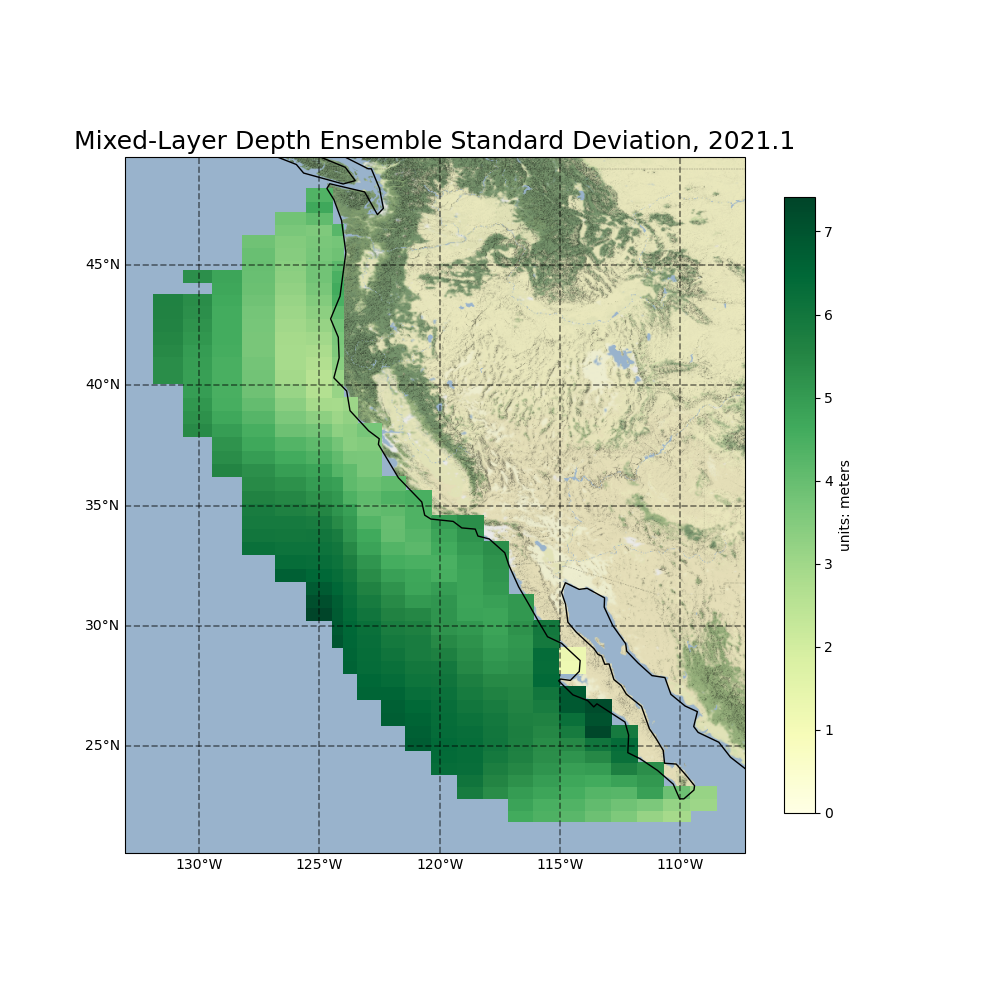 Mixed-Layer Depth Ensemble Standard Deviation, 2021.1
45°N
40°N
35°N
30°N
25°N
130°W 125°W 120°W 115°W 110°W
7
6
5
4
3
2
1
0
units: meters